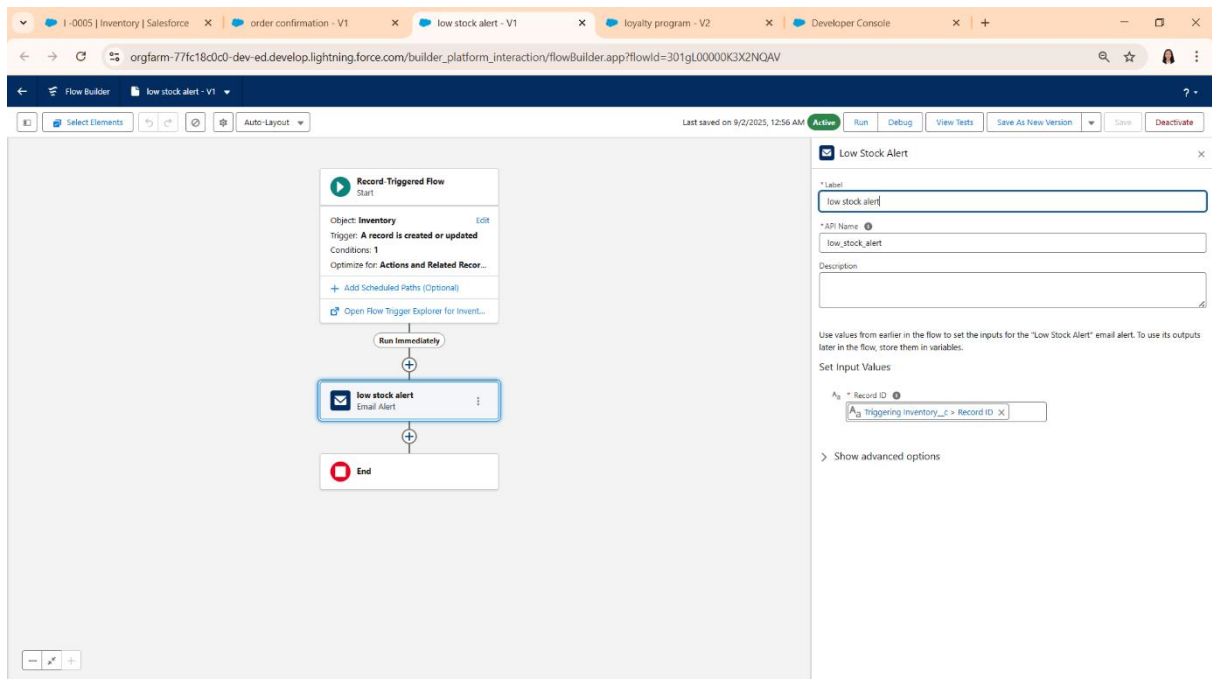 I -0005 | Inventory | Salesforce
order confirmation - V1
low stock alert - V1
loyalty program - V2
Developer Console
orgfarm-77fc18c0c0-dev-ed.develop.lightning.force.com/builder_platform_interaction/flowBuilder.app?flowId=301gL00000K3X2NQAV
Flow Builder
low stock alert - V1
?
Select Elements
Auto-Layout
Last saved on 9/2/2025, 12:56 AM
Active
Run
Debug
View Tests
Save As New Version
Save
Deactivate
Record-Triggered Flow
Start
Object: Inventory
Edit
Trigger: A record is created or updated
Conditions: 1
Optimize for: Actions and Related Recor...
+ Add Scheduled Paths (Optional)
Open Flow Trigger Explorer for Invent...
Run Immediately
low stock alert
Email Alert
End
Low Stock Alert
* Label
low stock alert
* API Name
low_stock_alert
Description
Use values from earlier in the flow to set the inputs for the "Low Stock Alert" email alert. To use its outputs
later in the flow, store them in variables.
Set Input Values
Aa * Record ID
Aa Triggering Inventory__c > Record ID
Show advanced options